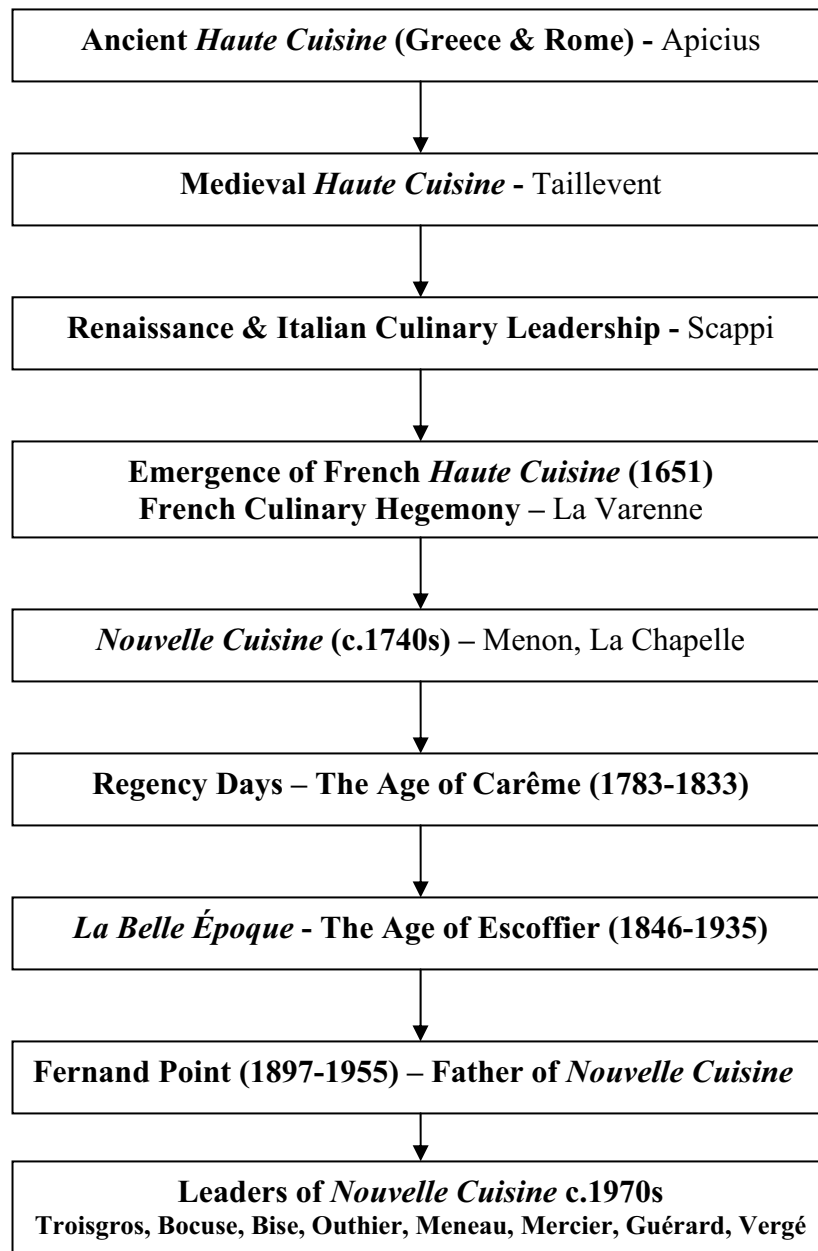 Ancient Haute Cuisine (Greece & Rome) - Apicius
Medieval Haute Cuisine - Taillevent
Renaissance & Italian Culinary Leadership - Scappi
Emergence of French Haute Cuisine (1651)
French Culinary Hegemony – La Varenne
Nouvelle Cuisine (c.1740s) – Menon, La Chapelle
Regency Days – The Age of Carême (1783-1833)
La Belle Époque - The Age of Escoffier (1846-1935)
Fernand Point (1897-1955) – Father of Nouvelle Cuisine
Leaders of Nouvelle Cuisine c.1970s
Troisgros, Bocuse, Bise, Outhier, Meneau, Mercier, Guérard, Vergé